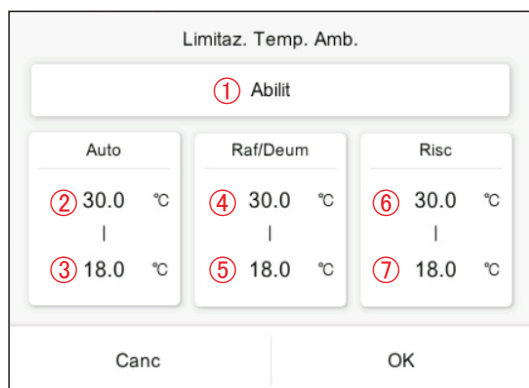 Limitaz. Temp. Amb.
① Abilit
Auto Raf/Deum Risc
② 30.0 °C ④ 30.0 °C ⑥ 30.0 °C
| | |
③ 18.0 °C ⑤ 18.0 °C ⑦ 18.0 °C
Canc OK